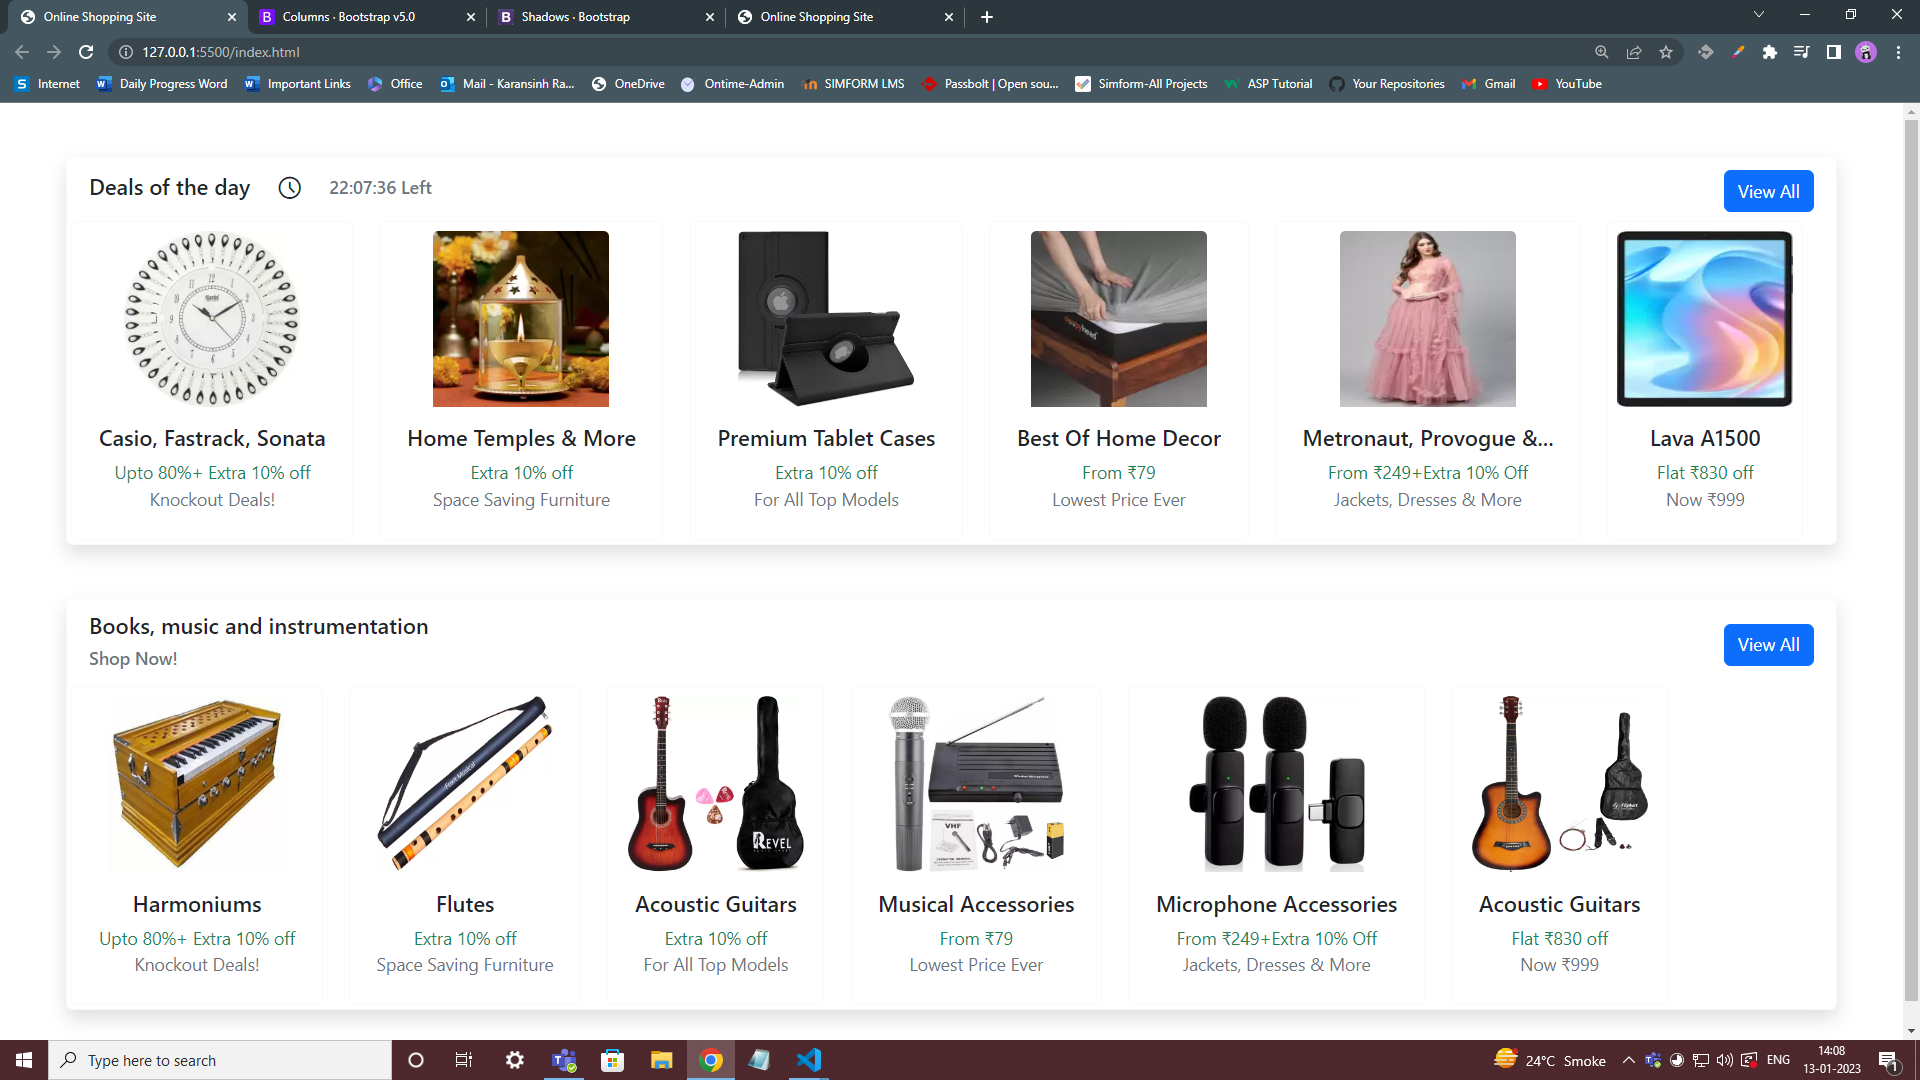 Online Shopping Site
Columns · Bootstrap v5.0
Shadows · Bootstrap
Online Shopping Site
127.0.0.1:5500/index.html
Internet
Daily Progress Word
Important Links
Office
Mail - Karansinh Ra...
OneDrive
Ontime-Admin
SIMFORM LMS
Passbolt | Open sou...
Simform-All Projects
ASP Tutorial
Your Repositories
Gmail
YouTube
Deals of the day
22:07:36 Left
View All
Casio, Fastrack, Sonata
Upto 80%+ Extra 10% off
Knockout Deals!
Home Temples & More
Extra 10% off
Space Saving Furniture
Premium Tablet Cases
Extra 10% off
For All Top Models
Best Of Home Decor
From ₹79
Lowest Price Ever
Metronaut, Provogue &...
From ₹249+Extra 10% Off
Jackets, Dresses & More
Lava A1500
Flat ₹830 off
Now ₹999
Books, music and instrumentation
Shop Now!
View All
REVEL
VHF
Harmoniums
Upto 80%+ Extra 10% off
Knockout Deals!
Flutes
Extra 10% off
Space Saving Furniture
Acoustic Guitars
Extra 10% off
For All Top Models
Musical Accessories
From ₹79
Lowest Price Ever
Microphone Accessories
From ₹249+Extra 10% Off
Jackets, Dresses & More
Acoustic Guitars
Flat ₹830 off
Now ₹999
Type here to search
24°C Smoke
ENG
14:08
13-01-2023
1